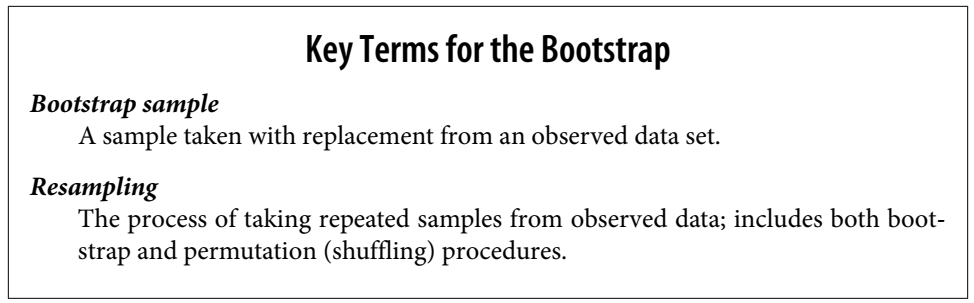 Key Terms for the Bootstrap
Bootstrap sample
A sample taken with replacement from an observed data set.
Resampling
The process of taking repeated samples from observed data; includes both boot-
strap and permutation (shuffling) procedures.